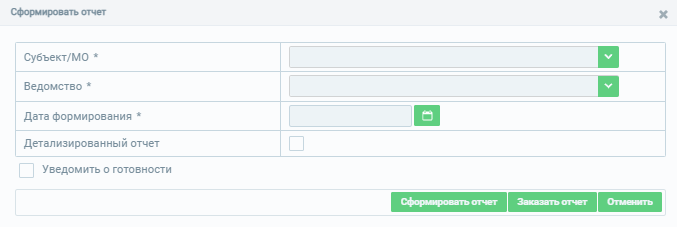 Сформировать отчет
Субъект/МО *
Ведомство *
Дата формирования *
Детализированный отчет
Уведомить о готовности
Сформировать отчет Заказать отчет Отменить